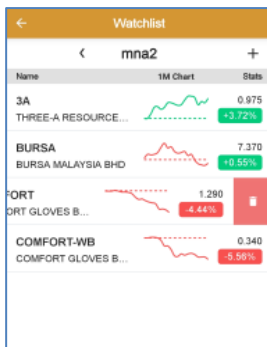 Watchlist
mna2
Name 1M Chart Stats
3A 0.975
THREE-A RESOURCE... +3.72%
BURSA 7.370
BURSA MALAYSIA BHD +0.55%
FORT 1.290
ORT GLOVES B... -4.44%
COMFORT-WB 0.340
COMFORT GLOVES B... -5.56%